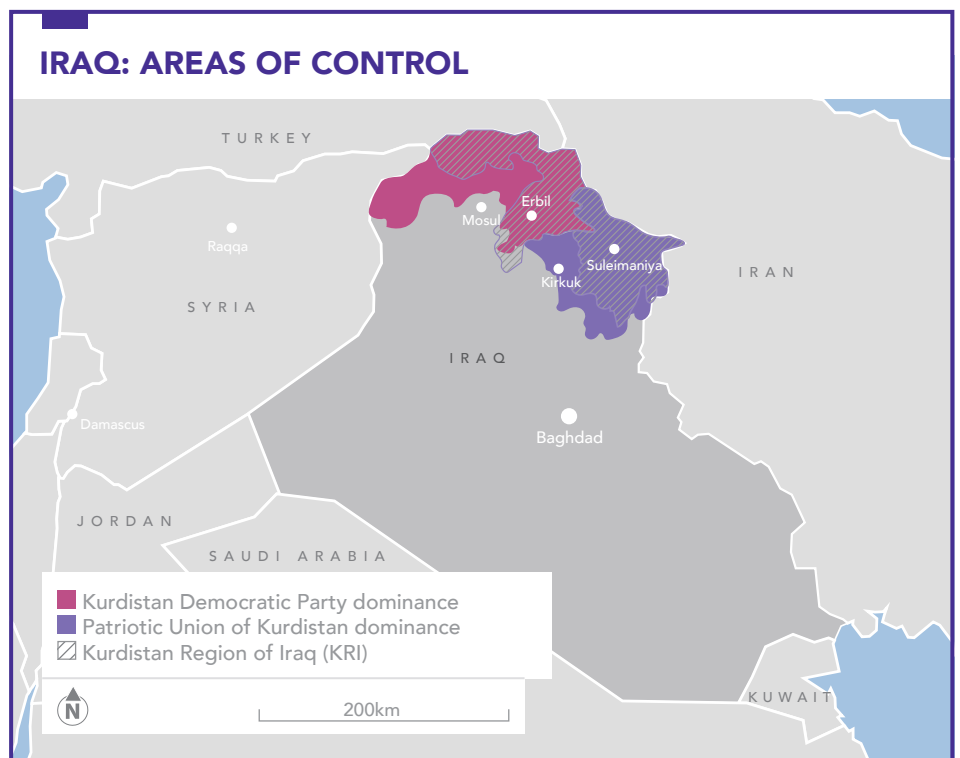 IRAQ: AREAS OF CONTROL
TURKEY
Erbil
Mosul
Raqqa
Suleimaniya
IRAN
Kirkuk
SYRIA
IRAQ
Damascus
Baghdad
JORDAN
SAUDI ARABIA
Kurdistan Democratic Party dominance
Patriotic Union of Kurdistan dominance
Kurdistan Region of Iraq (KRI)
KUWAIT
N
200km